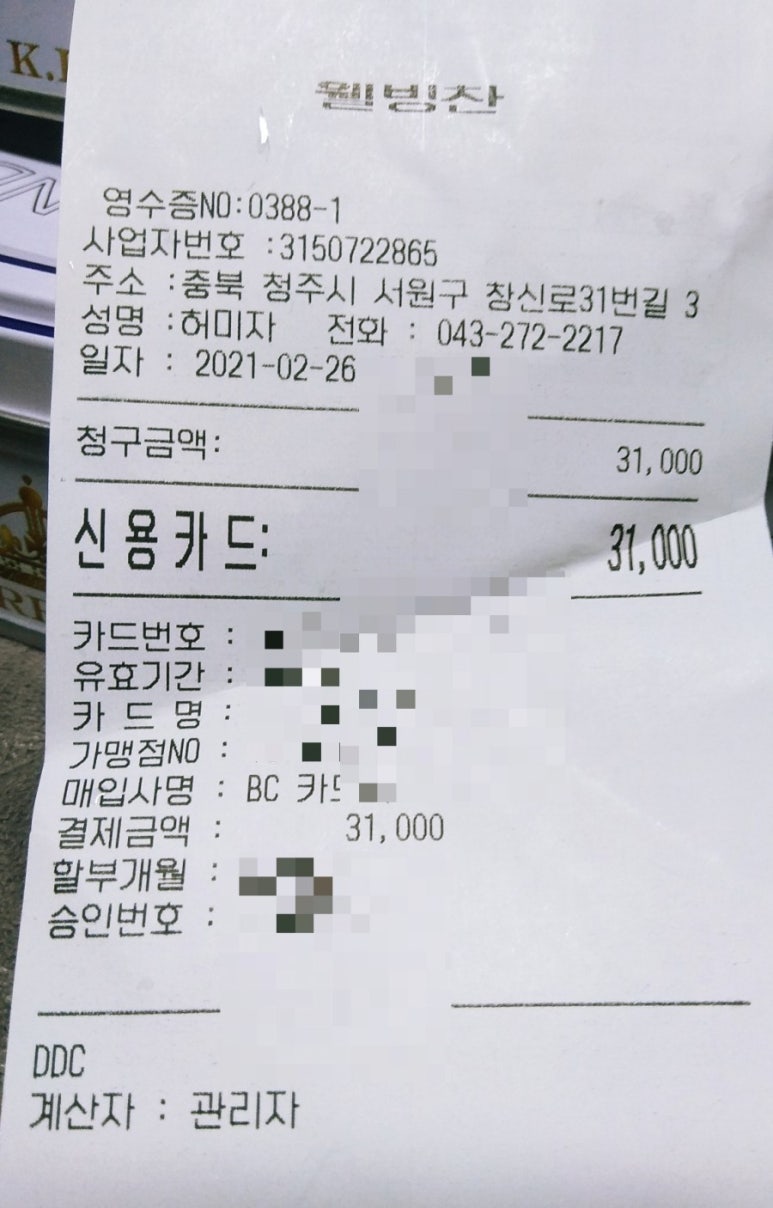 K.
웰빙찬
영수증NO:0388-1
사업자번호 :3150722865
주소 :충북 청주시 서원구 창신로31번길 3
성명 :허미자 전화 : 043-272-2217
일자 : 2021-02-26
청구금액: 31,000
신용카드: 31,000
카드번호 :
유효기간 :
카 드 명 :
가맹점NO :
매입사명 : BC 카드
결제금액 : 31,000
할부개월 :
승인번호 :
DDC
계산자 : 관리자